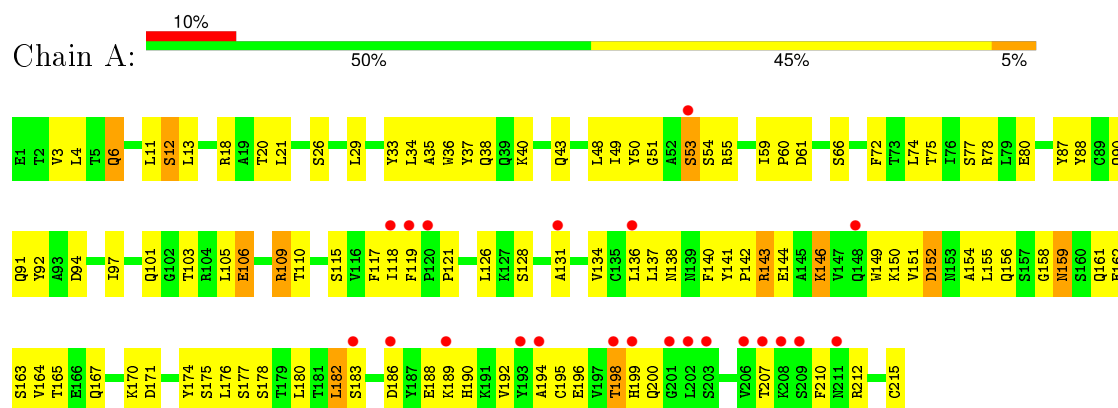 10%
Chain A:
50% 45% 5%
E1 T2 V3 L4 T5 Q6 L11 S12 L13 R18 A19 T20 L21 S26 L29 Y33 L34 A35 W36 Y37 Q38 Q39 K40 Q43 L48 I49 Y50 G51 A52 S53 S54 R55 I59 P60 D61 S66 F72 T73 L74 T75 I76 S77 R78 L79 E80 Y87 Y88 C89
Q91 Y92 A93 D94 I97 Q101 G102 T103 R104 L105 E106 R109 T110 S115 V116 F117 I118 F119 P120 P121 L126 K127 S128 A131 V134 C135 L136 L137 N138 N139 F140 Y141 P142 R143 E144 A145 K146 V147 Q148 W149 K150 V151 D152 N153 A154 L155 Q156 S157 G158 N159 S160 Q161
S163 V164 T165 E166 Q167 K170 D171 Y174 S175 L176 S177 S178 T179 L180 T181 L182 S183 D186 Y187 E188 K189 H190 K191 V192 Y193 A194 C195 E196 V197 T198 H199 Q200 G201 L202 S203 V206 T207 K208 S209 F210 N211 R212 C215